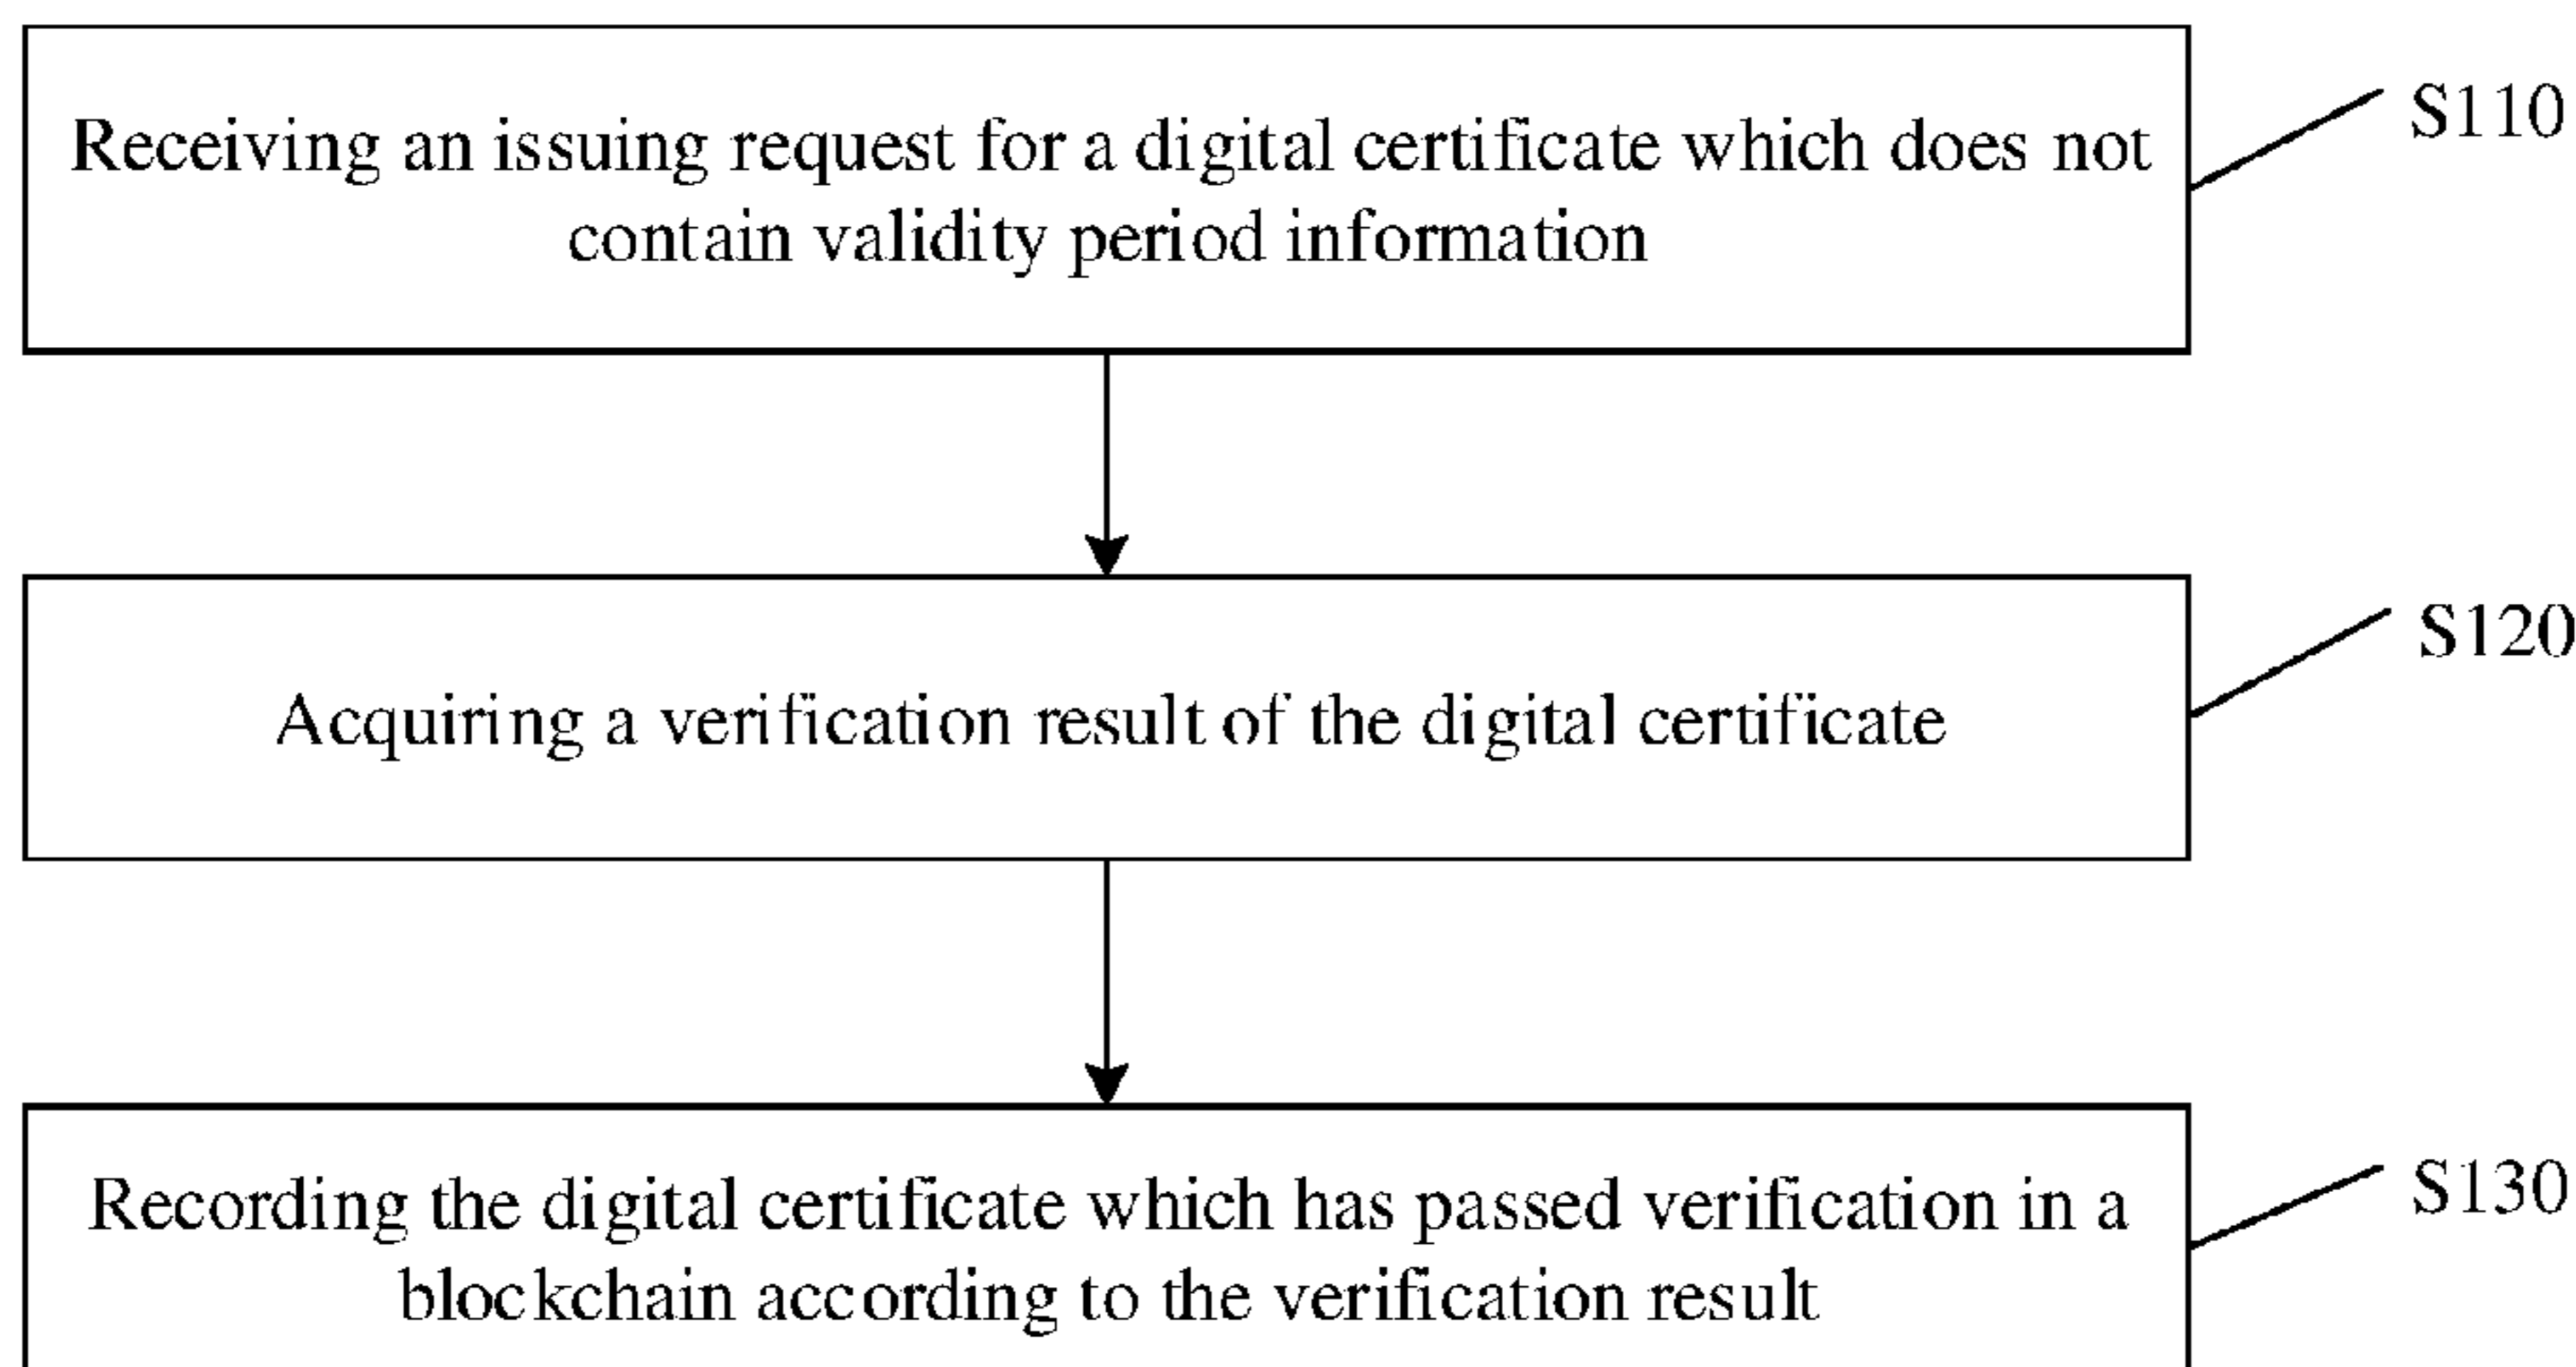 Receiving an issuing request for a digital certificate which does not
contain validity period information
S110
Acquiring a verification result of the digital certificate
S120
Recording the digital certificate which has passed verification in a
blockchain according to the verification result
S130